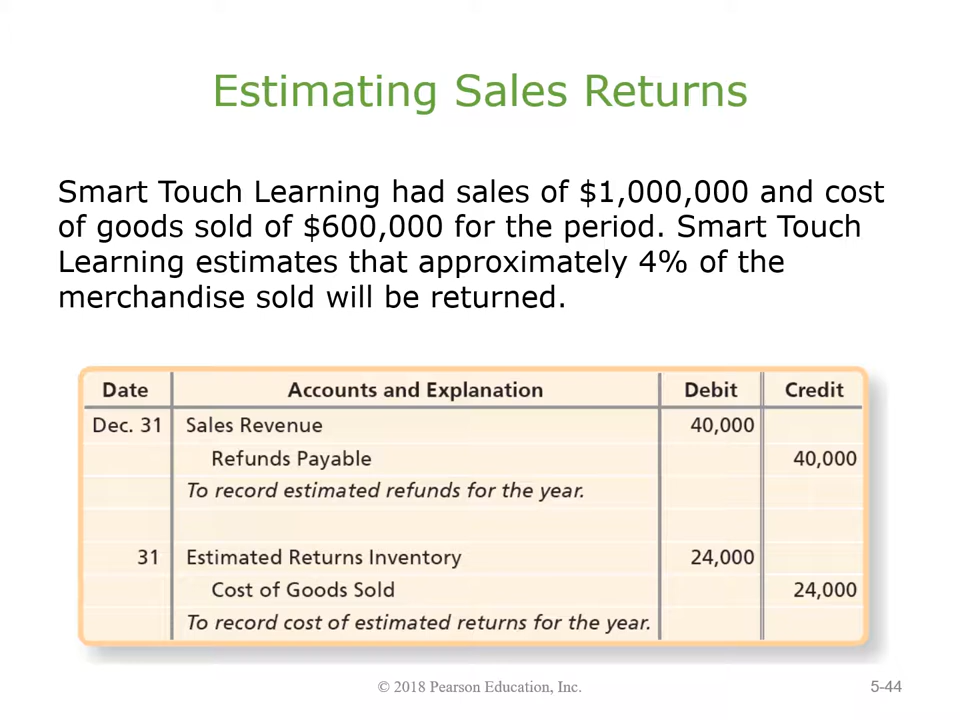 Estimating Sales Returns
Smart Touch Learning had sales of $1,000,000 and cost
of goods sold of $600,000 for the period. Smart Touch
Learning estimates that approximately 4% of the
merchandise sold will be returned.
Date Accounts and Explanation Debit Credit
Dec. 31 Sales Revenue 40,000
Refunds Payable 40,000
To record estimated refunds for the year.
31 Estimated Returns Inventory 24,000
Cost of Goods Sold 24,000
To record cost of estimated returns for the year.
© 2018 Pearson Education, Inc. 5-44